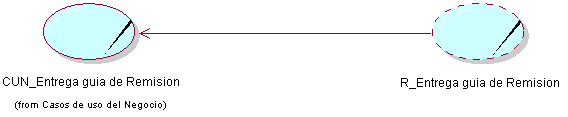 CUN_Entrega guia de Remision
(from Casos de uso del Negocio)
R_Entrega guia de Remision